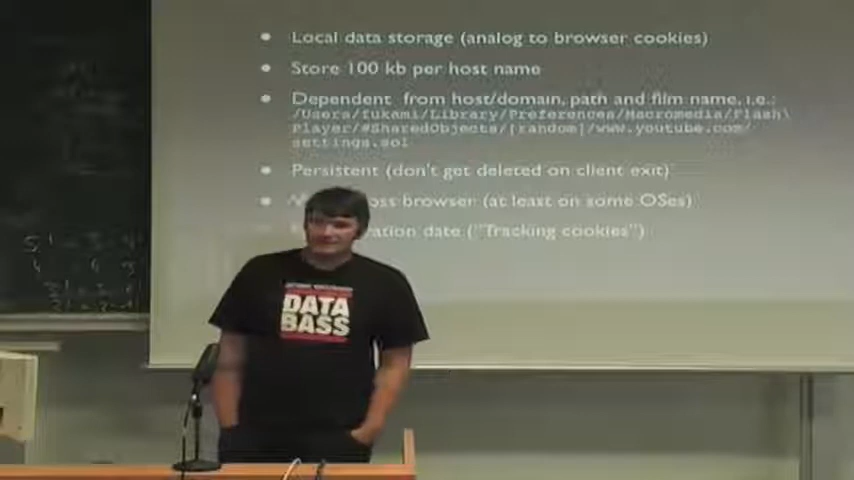 Local data storage (analog to browser cookies)
Store 100 kb per host name
Dependent from host/domain, path and film name, i.e.:
/Users/fukami/Library/Preferences/Macromedia/Flash\
Player/#SharedObjects/[random]/www.youtube.com/
settings.sol
Persistent (don't get deleted on client exit)
browser (at least on some OSes)
date ("Tracking cookies")
DATA
BASS